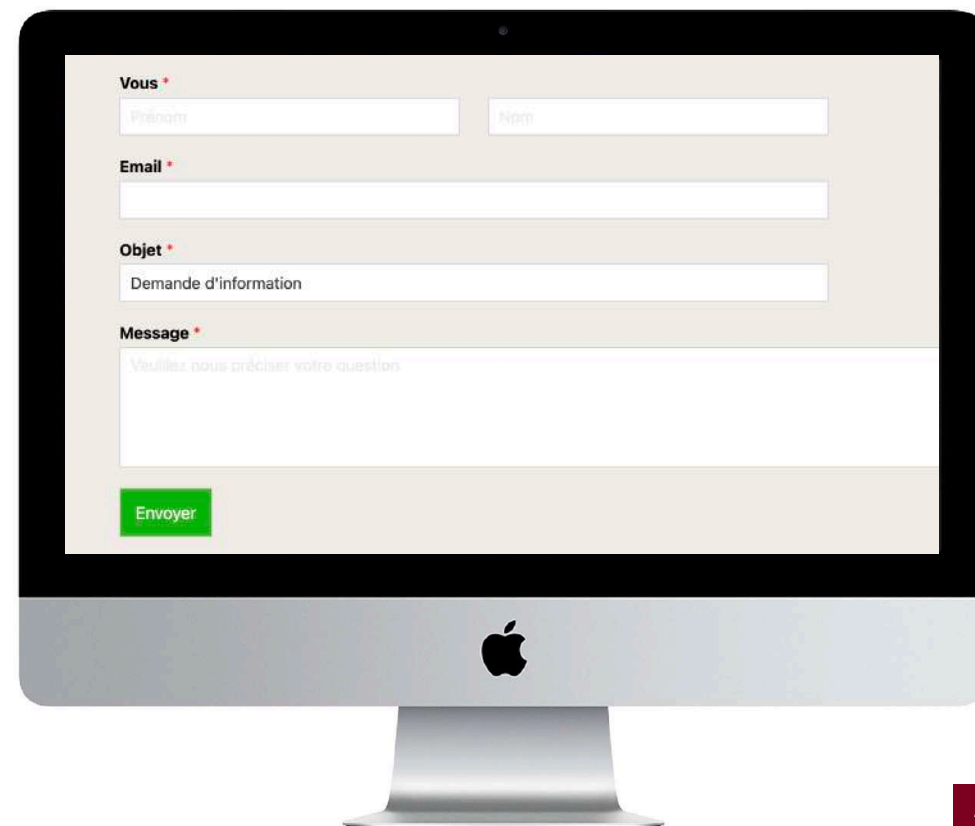 Vous *
Prénom Nom
Email *
Objet *
Demande d'information
Message *
Veuillez nous préciser votre question
Envoyer